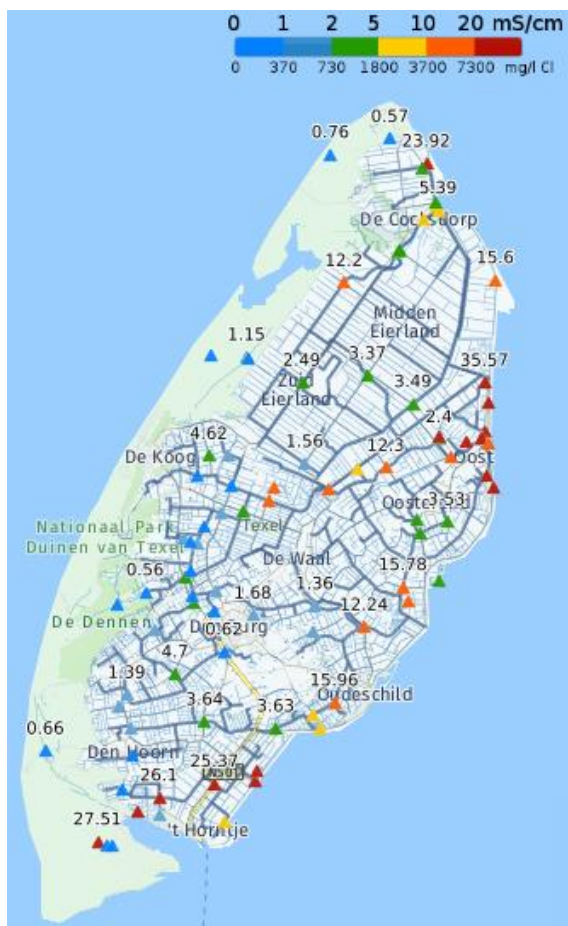 0 1 2 5 10 20 mS/cm
0 370 730 1800 3700 7300 mg/l Cl
0.57
0.76
23.92
5.39
De Cocksdorp
12.2
15.6
Midden
Eierland
1.15
2.49
3.37
35.57
Zuid
Eierland
3.49
2.4
4.62
1.56
De Koog
12.3
Oost
3.53
Nationaal Park
Texel
Duinen van Texel
De Waal
0.56
15.78
1.68
1.36
De Dennen
12.24
0.62
4.7
1.39
15.96
Oudeschild
3.64
3.63
0.66
Den Hoorn
25.37
N501
26.1
27.51
't Horntje